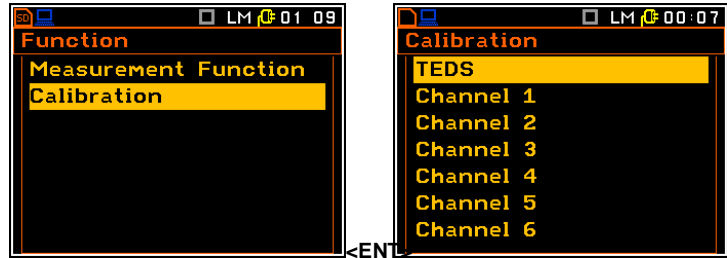 SD LM 01 09
Function
Measurement Function
Calibration
<ENT>
LM 00:07
Calibration
TEDS
Channel 1
Channel 2
Channel 3
Channel 4
Channel 5
Channel 6